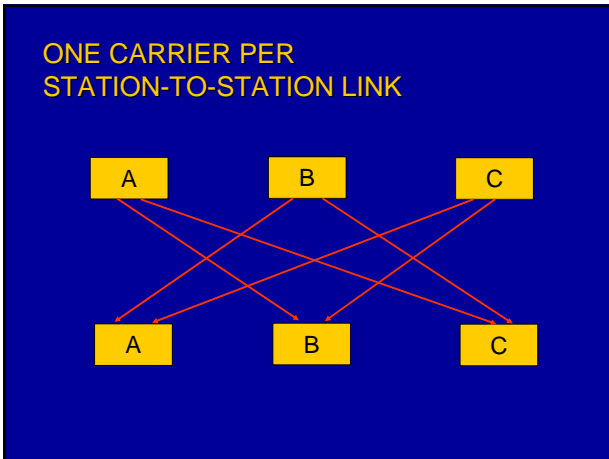 ONE CARRIER PER
STATION-TO-STATION LINK
A B C
A B C